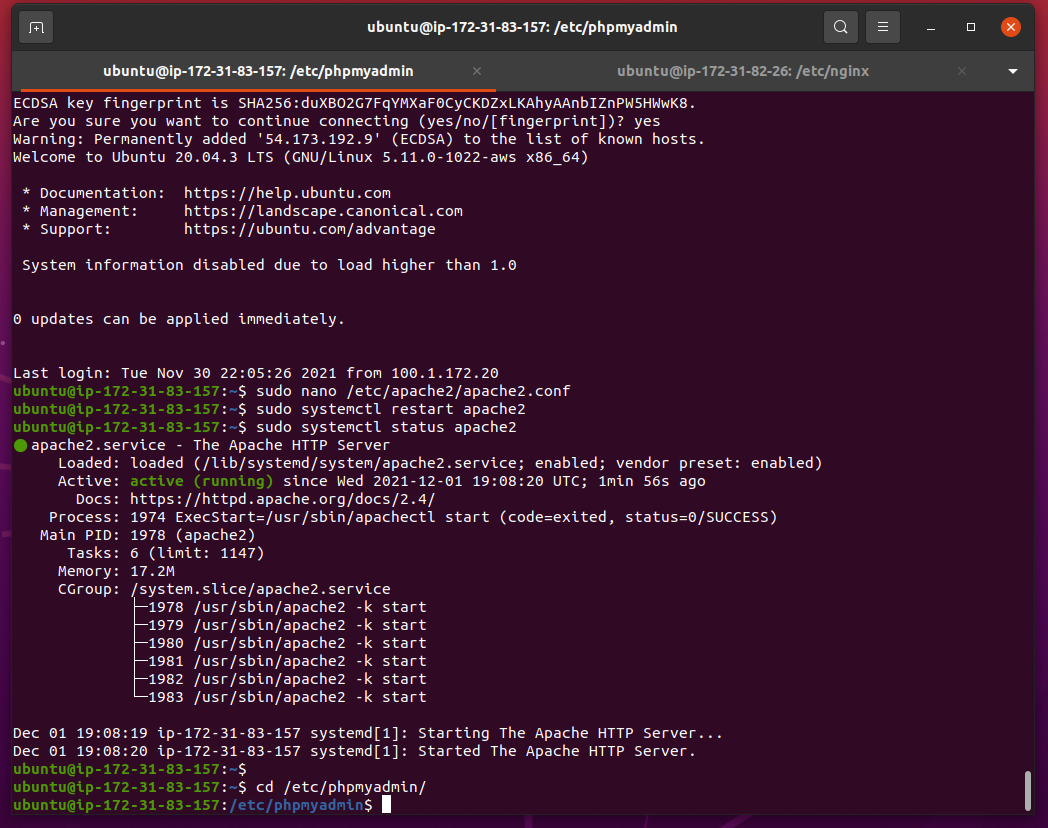 ubuntu@ip-172-31-83-157: /etc/phpmyadmin
ubuntu@ip-172-31-83-157: /etc/phpmyadmin
ubuntu@ip-172-31-82-26: /etc/nginx
ECDSA key fingerprint is SHA256:duXBO2G7FqYMXaF0CyCKDZxLKAhyAAnbIZnPW5HWwK8.
Are you sure you want to continue connecting (yes/no/[fingerprint])? yes
Warning: Permanently added '54.173.192.9' (ECDSA) to the list of known hosts.
Welcome to Ubuntu 20.04.3 LTS (GNU/Linux 5.11.0-1022-aws x86_64)
* Documentation:  https://help.ubuntu.com
* Management:     https://landscape.canonical.com
* Support:        https://ubuntu.com/advantage
System information disabled due to load higher than 1.0
0 updates can be applied immediately.
Last login: Tue Nov 30 22:05:26 2021 from 100.1.172.20
ubuntu@ip-172-31-83-157:~$ sudo nano /etc/apache2/apache2.conf
ubuntu@ip-172-31-83-157:~$ sudo systemctl restart apache2
ubuntu@ip-172-31-83-157:~$ sudo systemctl status apache2
● apache2.service - The Apache HTTP Server
Loaded: loaded (/lib/systemd/system/apache2.service; enabled; vendor preset: enabled)
Active: active (running) since Wed 2021-12-01 19:08:20 UTC; 1min 56s ago
Docs: https://httpd.apache.org/docs/2.4/
Process: 1974 ExecStart=/usr/sbin/apachectl start (code=exited, status=0/SUCCESS)
Main PID: 1978 (apache2)
Tasks: 6 (limit: 1147)
Memory: 17.2M
CGroup: /system.slice/apache2.service
├─1978 /usr/sbin/apache2 -k start
├─1979 /usr/sbin/apache2 -k start
├─1980 /usr/sbin/apache2 -k start
├─1981 /usr/sbin/apache2 -k start
├─1982 /usr/sbin/apache2 -k start
└─1983 /usr/sbin/apache2 -k start
Dec 01 19:08:19 ip-172-31-83-157 systemd[1]: Starting The Apache HTTP Server...
Dec 01 19:08:20 ip-172-31-83-157 systemd[1]: Started The Apache HTTP Server.
ubuntu@ip-172-31-83-157:~$
ubuntu@ip-172-31-83-157:~$ cd /etc/phpmyadmin/
ubuntu@ip-172-31-83-157:/etc/phpmyadmin$